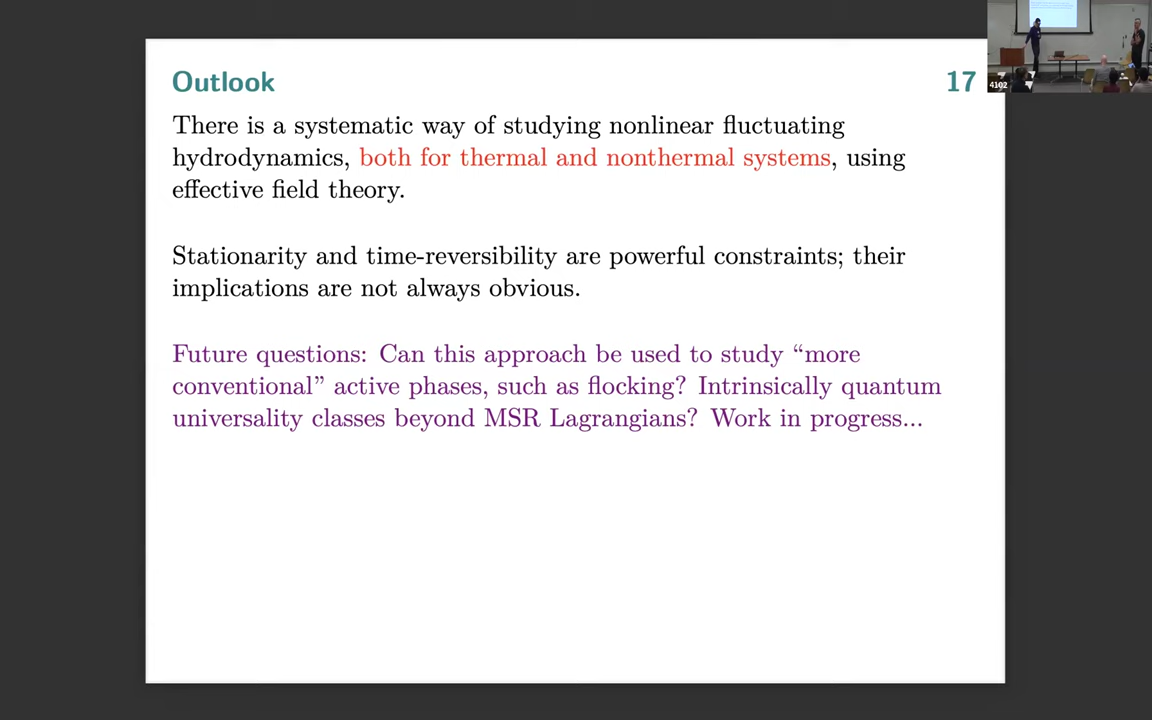 Outlook 17
There is a systematic way of studying nonlinear fluctuating
hydrodynamics, both for thermal and nonthermal systems, using
effective field theory.
Stationarity and time-reversibility are powerful constraints; their
implications are not always obvious.
Future questions: Can this approach be used to study “more
conventional” active phases, such as flocking? Intrinsically quantum
universality classes beyond MSR Lagrangians? Work in progress...
4102